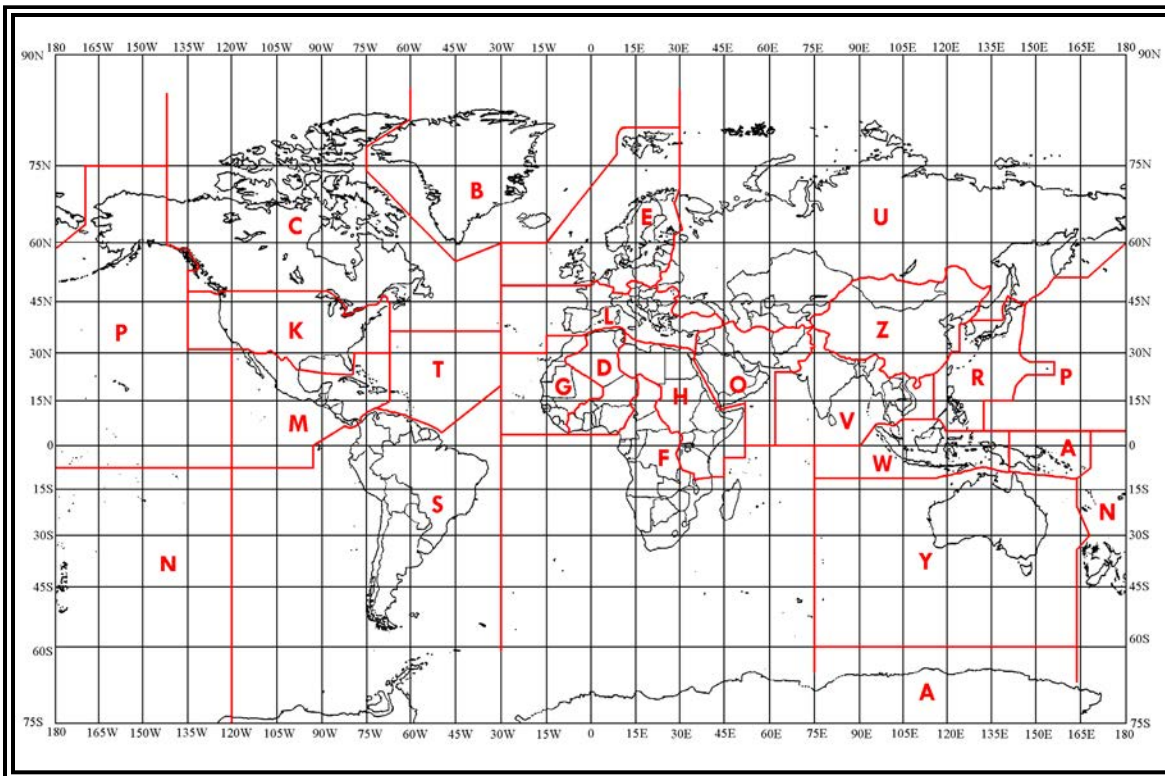 180 165W 150W 135W 120W 105W 90W 75W 60W 45W 30W 15W 0 15E 30E 45E 60E 75E 90E 105E 120E 135E 150E 165E 180
90N 90N
75N 75N
B
E U
C
60N 60N
45N 45N
L
P K Z
30N 30N
T D R P
G H O
15N 15N
M V
0 A 0
F W
15S 15S
S N
30S 30S
N Y
45S 45S
60S
60S
A
75S 75S
180 165W 150W 135W 120W 105W 90W 75W 60W 45W 30W 15W 0 15E 30E 45E 60E 75E 90E 105E 120E 135E 150E 165E 180